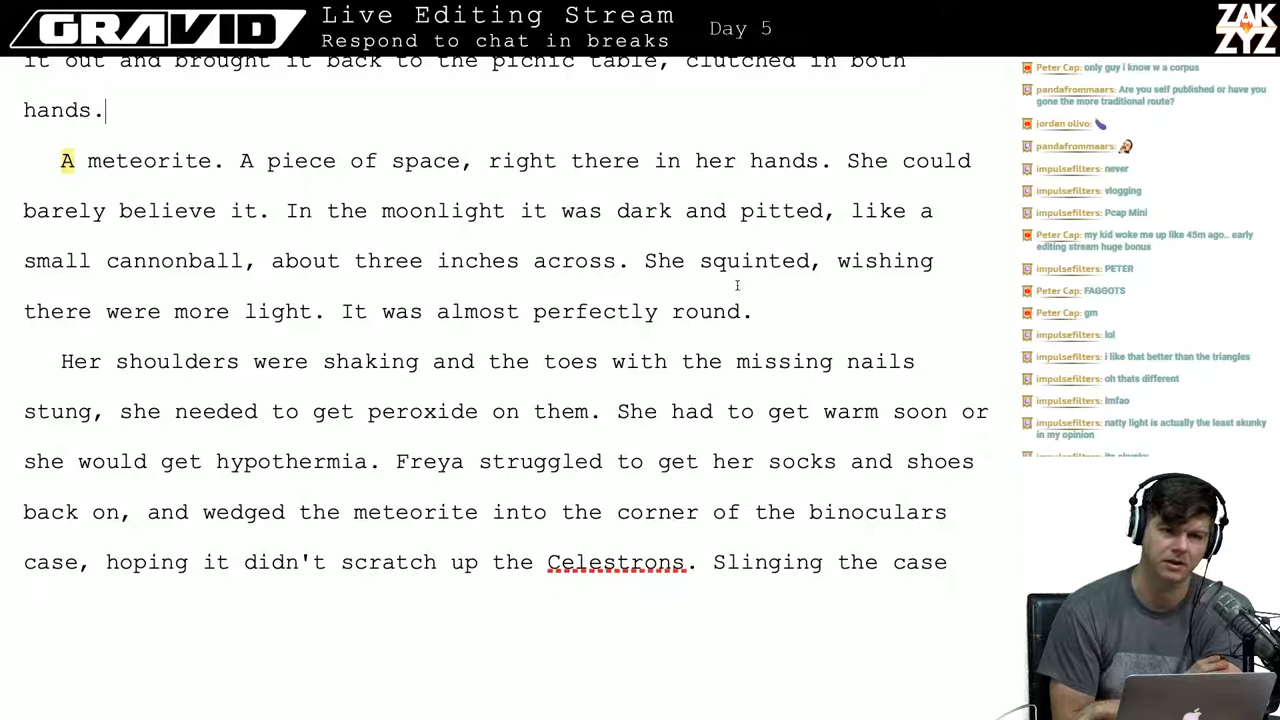 GRAVID
Live Editing Stream
Respond to chat in breaks
Day 5
ZAK
ZYZ
it out and brought it back to the picnic table, clutched in both
hands.
A meteorite. A piece of space, right there in her hands. She could
barely believe it. In the moonlight it was dark and pitted, like a
small cannonball, about three inches across. She squinted, wishing
there were more light. It was almost perfectly round.
Her shoulders were shaking and the toes with the missing nails
stung, she needed to get peroxide on them. She had to get warm soon or
she would get hypothermia. Freya struggled to get her socks and shoes
back on, and wedged the meteorite into the corner of the binoculars
case, hoping it didn't scratch up the Celestrons. Slinging the case
Peter Cap: only guy i know w a corpus
pandafrommaars: Are you self published or have you
gone the more traditional route?
jordan olivo:
pandafrommaars:
impulsefilters: never
impulsefilters: vlogging
impulsefilters: Pcap Mini
Peter Cap: my kid woke me up like 45m ago.. early
editing stream huge bonus
impulsefilters: PETER
Peter Cap: FAGGOTS
Peter Cap: gm
impulsefilters: lol
impulsefilters: i like that better than the triangles
impulsefilters: oh thats different
impulsefilters: lmfao
impulsefilters: natty light is actually the least skunky
in my opinion
impulsefilters: its skunky